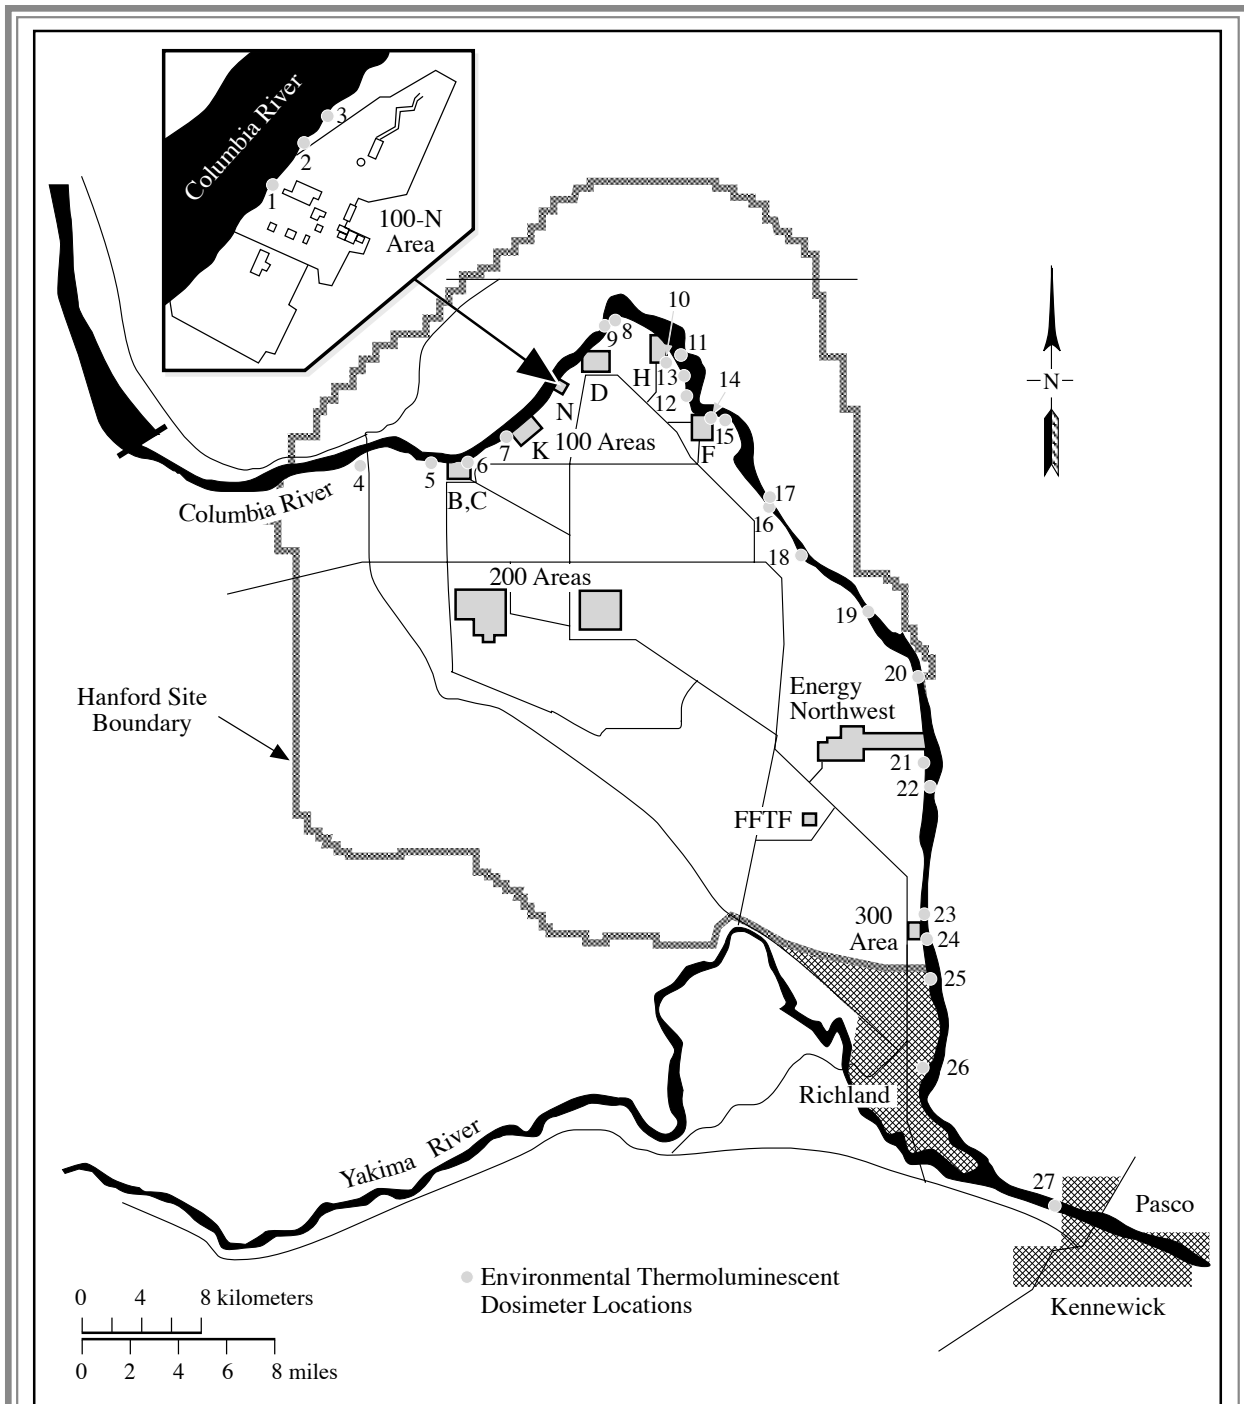 Columbia River
3
2
1
100-N
Area
10
8
9
11
H
13
14
D
12
N
15
7
K
100 Areas
F
4
5
6
B,C
Columbia River
17
16
18
200 Areas
19
20
Hanford Site
Boundary
Energy
Northwest
21
22
FFTF
300
Area
23
24
25
26
Richland
Yakima River
27
Pasco
Kennewick
N
Environmental Thermoluminescent
Dosimeter Locations
0 4 8 kilometers
0 2 4 6 8 miles